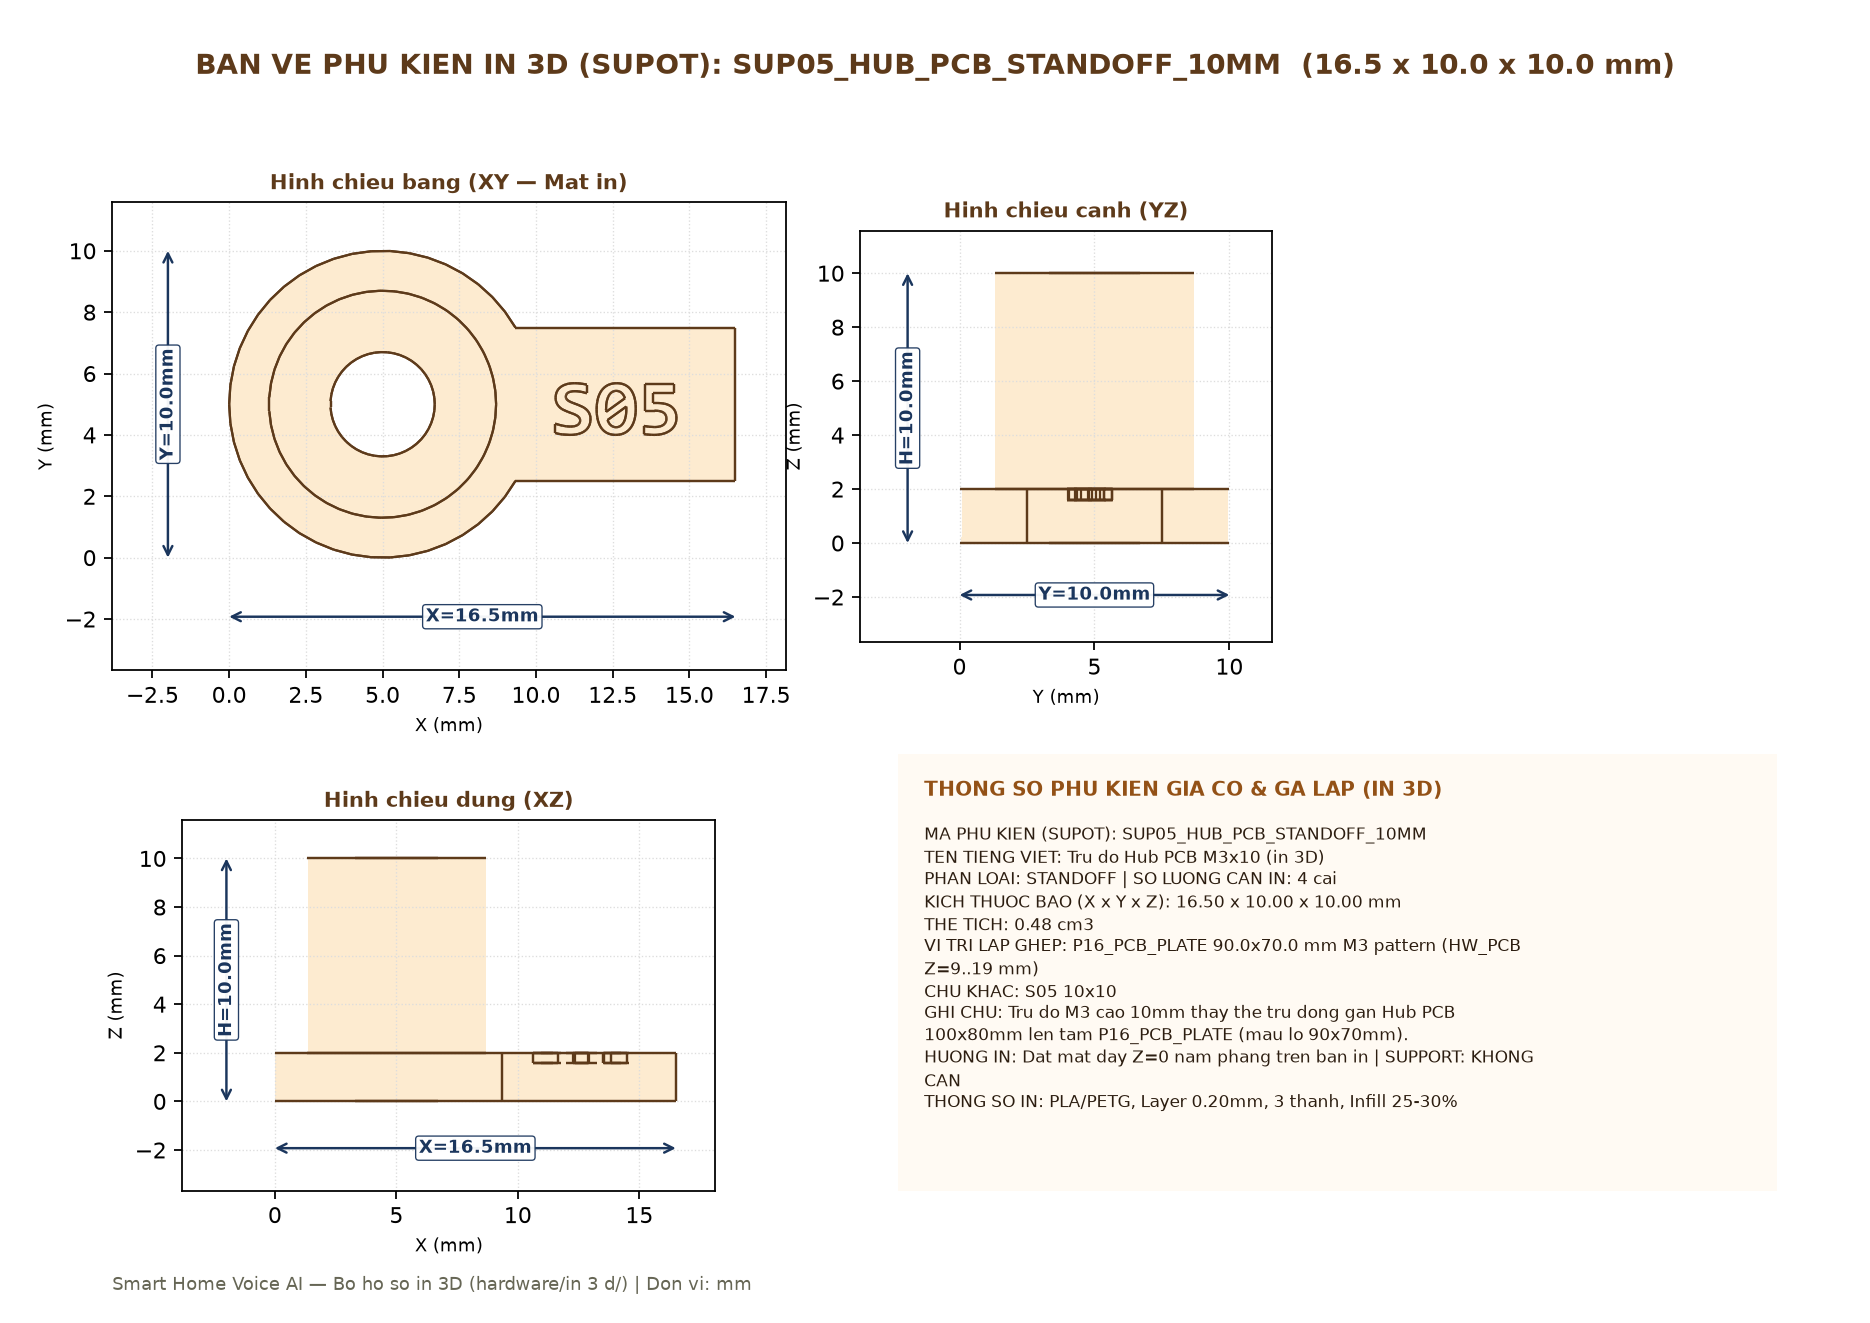 BAN VE PHU KIEN IN 3D (SUPOT): SUP05_HUB_PCB_STANDOFF_10MM (16.5 x 10.0 x 10.0 mm)
Hinh chieu bang (XY — Mat in)
10
8
6
4
2
0
−2
Y (mm)
Y=10.0mm
S05
X=16.5mm
−2.5 0.0 2.5 5.0 7.5 10.0 12.5 15.0 17.5
X (mm)
Hinh chieu canh (YZ)
10
8
6
4
2
0
−2
Z (mm)
H=10.0mm
Y=10.0mm
0 5 10
Y (mm)
Hinh chieu dung (XZ)
10
8
6
4
2
0
−2
Z (mm)
H=10.0mm
X=16.5mm
0 5 10 15
X (mm)
THONG SO PHU KIEN GIA CO & GA LAP (IN 3D)
MA PHU KIEN (SUPOT): SUP05_HUB_PCB_STANDOFF_10MM
TEN TIENG VIET: Tru do Hub PCB M3x10 (in 3D)
PHAN LOAI: STANDOFF | SO LUONG CAN IN: 4 cai
KICH THUOC BAO (X x Y x Z): 16.50 x 10.00 x 10.00 mm
THE TICH: 0.48 cm3
VI TRI LAP GHEP: P16_PCB_PLATE 90.0x70.0 mm M3 pattern (HW_PCB
Z=9..19 mm)
CHU KHAC: S05 10x10
GHI CHU: Tru do M3 cao 10mm thay the tru dong gan Hub PCB
100x80mm len tam P16_PCB_PLATE (mau lo 90x70mm).
HUONG IN: Dat mat day Z=0 nam phang tren ban in | SUPPORT: KHONG
CAN
THONG SO IN: PLA/PETG, Layer 0.20mm, 3 thanh, Infill 25-30%
Smart Home Voice AI — Bo ho so in 3D (hardware/in 3 d/) | Don vi: mm